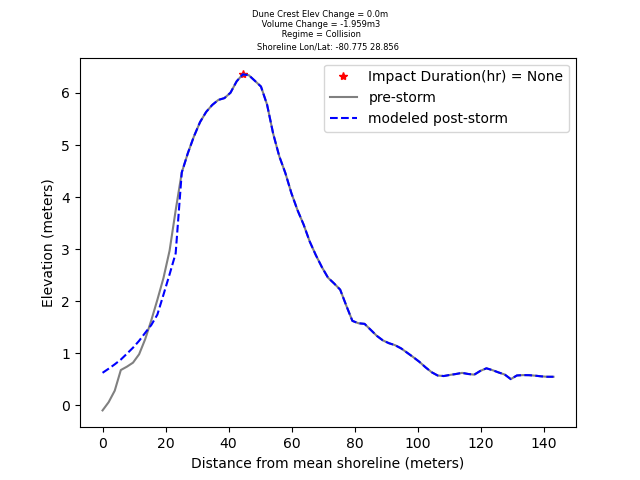 Dune Crest Elev Change = 0.0m
Volume Change = -1.959m3
Regime = Collision
Shoreline Lon/Lat: -80.775 28.856
Impact Duration(hr) = None
pre-storm
modeled post-storm
Elevation (meters)
6
5
4
3
2
1
0
0 20 40 60 80 100 120 140
Distance from mean shoreline (meters)